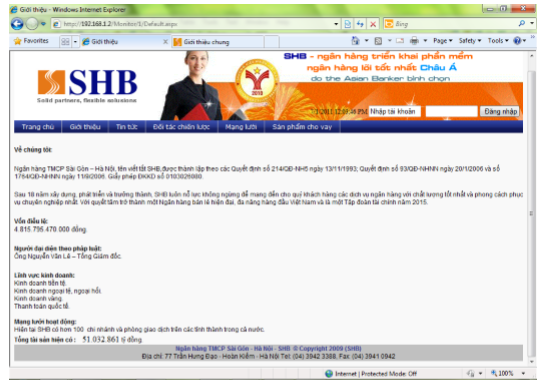 Giới thiệu - Windows Internet Explorer
http://192.168.1.2/Monitor/1/Default.aspx
Bing
Favorites
Giới thiệu
Giới thiệu chung
Page
Safety
Tools
SHB
Solid partners, flexible solutions
SHB - ngân hàng triển khai phần mềm
ngân hàng lõi tốt nhất Châu Á
do the Asian Banker bình chọn
PM Nhập tài khoản
Đăng nhập
Trang chủ
Giới thiệu
Tin tức
Đối tác chiến lược
Mạng lưới
Sản phẩm cho vay
Về chúng tôi:
Ngân hàng TMCP Sài Gòn – Hà Nội, tên viết tắt SHB, được thành lập theo các Quyết định số 214/QĐ-NH5 ngày 13/11/1993; Quyết định số 93/QĐ-NHNN ngày 20/1/2006 và số
1764/QĐ-NHNN ngày 11/9/2006. Giấy phép ĐKKD số 0103026080.
Sau 18 năm xây dựng, phát triển và trưởng thành, SHB luôn nỗ lực không ngừng để mang đến cho quý khách hàng các dịch vụ ngân hàng với chất lượng tốt nhất và phong cách phục
vụ chuyên nghiệp nhất. Với quyết tâm trở thành một Ngân hàng bán lẻ hiện đại, đa năng hàng đầu Việt Nam và là một Tập đoàn tài chính năm 2015.
Vốn điều lệ:
4.815.795.470.000 đồng.
Người đại diện theo pháp luật:
Ông Nguyễn Văn Lê – Tổng Giám đốc.
Lĩnh vực kinh doanh:
Kinh doanh tiền tệ.
Kinh doanh ngoại tệ, ngoại hối.
Kinh doanh vàng.
Thanh toán quốc tế.
Mạng lưới hoạt động:
Hiện tại SHB có hơn 100 chi nhánh và phòng giao dịch trên các tỉnh thành trong cả nước.
Tổng tài sản hiện có : 51.032.861 tỷ đồng.
Ngân hàng TMCP Sài Gòn - Hà Nội - SHB ® Copyright 2009 (SHB)
Địa chỉ: 77 Trần Hưng Đạo - Hoàn Kiếm - Hà Nội Tel: (04) 3942 3388, Fax: (04) 3941 0942
Internet | Protected Mode: Off
100%